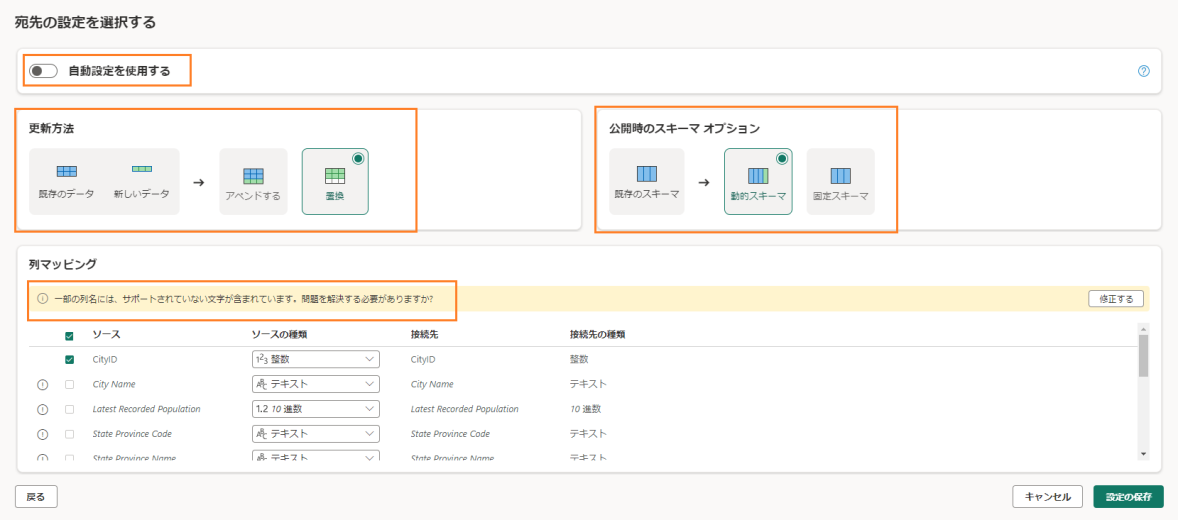 宛先の設定を選択する
自動設定を使用する
更新方法
既存のデータ 新しいデータ → アペンドする 置換
公開時のスキーマ オプション
既存のスキーマ → 動的スキーマ 固定スキーマ
列マッピング
一部の列名には、サポートされていない文字が含まれています。問題を解決する必要がありますか? 修正する
ソース ソースの種類 接続先 接続先の種類
CityID 1²3 整数 CityID 整数
City Name テキスト City Name テキスト
Latest Recorded Population 1.2 10 進数 Latest Recorded Population 10 進数
State Province Code テキスト State Province Code テキスト
State Province Name テキスト State Province Name テキスト
戻る キャンセル 設定の保存